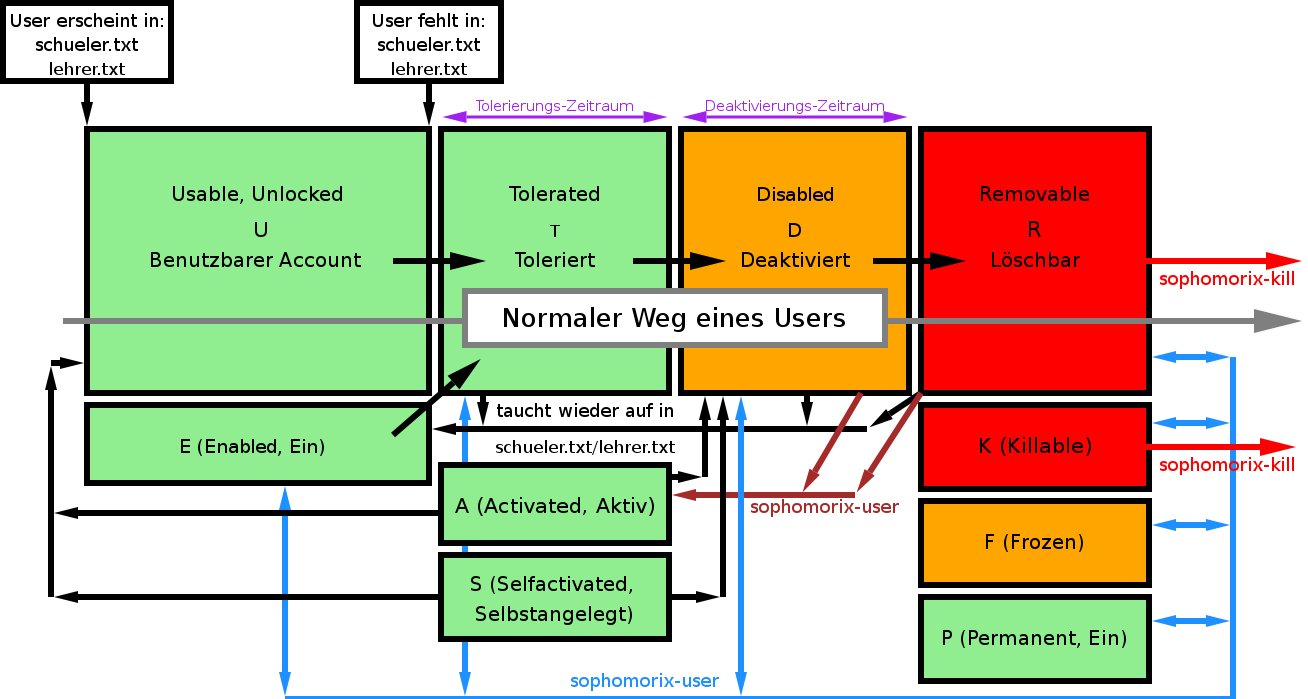 User erscheint in:
schueler.txt
lehrer.txt
User fehlt in:
schueler.txt
lehrer.txt
Tolerierungs-Zeitraum
Deaktivierungs-Zeitraum
Usable, Unlocked
U
Benutzbarer Account
Tolerated
T
Toleriert
Disabled
D
Deaktiviert
Removable
R
Löschbar
sophomorix-kill
Normaler Weg eines Users
E (Enabled, Ein)
taucht wieder auf in
schueler.txt/lehrer.txt
K (Killable)
sophomorix-kill
A (Activated, Aktiv)
sophomorix-user
F (Frozen)
S (Selfactivated,
Selbstangelegt)
P (Permanent, Ein)
sophomorix-user